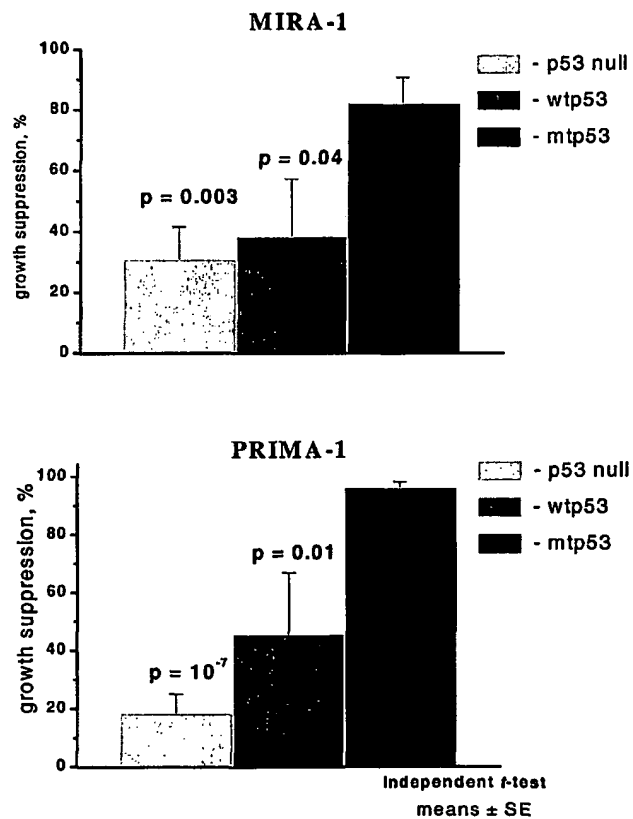 MIRA-1
growth suppression, %
100
80
60
40
20
0
p = 0.003
p = 0.04
- p53 null
- wtp53
- mtp53
PRIMA-1
growth suppression, %
100
80
60
40
20
0
p = 10⁻⁷
p = 0.01
- p53 null
- wtp53
- mtp53
Independent t-test
means ± SE